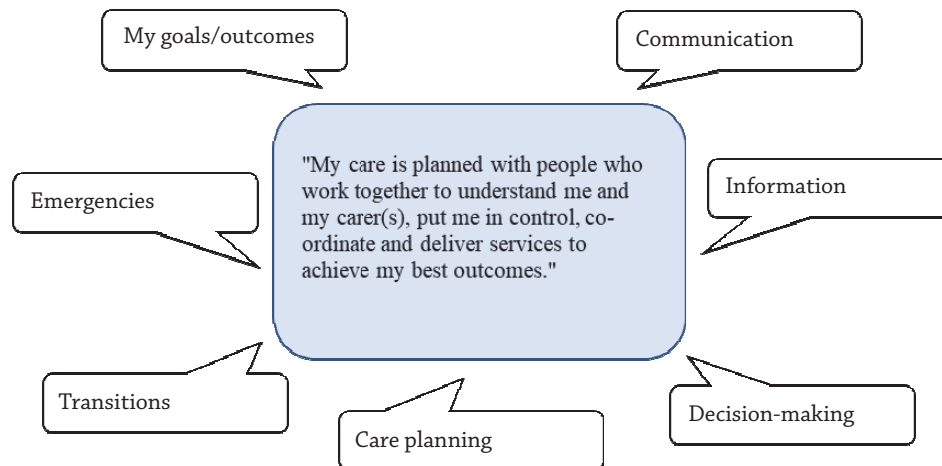 My goals/outcomes
Communication
"My care is planned with people who
work together to understand me and
my carer(s), put me in control, co-
ordinate and deliver services to
achieve my best outcomes."
Emergencies
Information
Transitions
Care planning
Decision-making